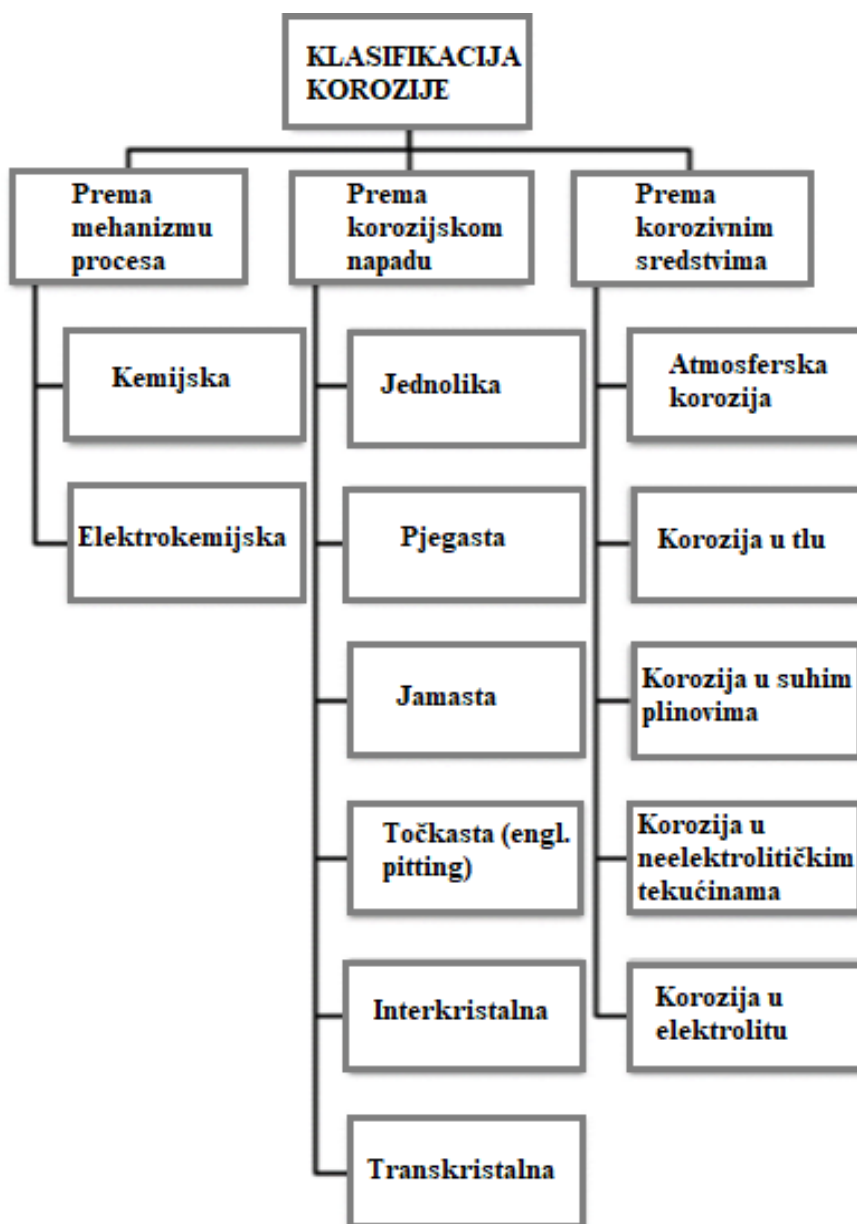 KLASIFIKACIJA
KOROZIJE
Prema
mehanizmu
procesa
Kemijska
Elektrokemijska
Prema
korozijskom
napadu
Jednolika
Pjegasta
Jamasta
Točkasta (engl.
pitting)
Interkristalna
Transkristalna
Prema
korozivnim
sredstvima
Atmosferska
korozija
Korozija u tlu
Korozija u suhim
plinovima
Korozija u
neelektrolitičkim
tekućinama
Korozija u
elektrolitu